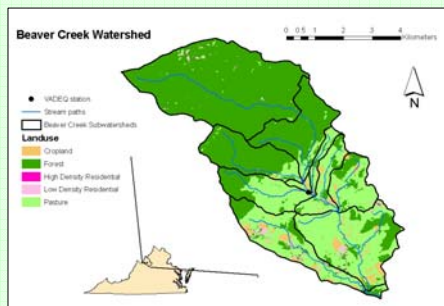 Beaver Creek Watershed
0 0.5 1 2 3 4
Kilometers
N
VADEQ station
Stream paths
Beaver Creek Subwatersheds
Landuse
Cropland
Forest
High Density Residential
Low Density Residential
Pasture